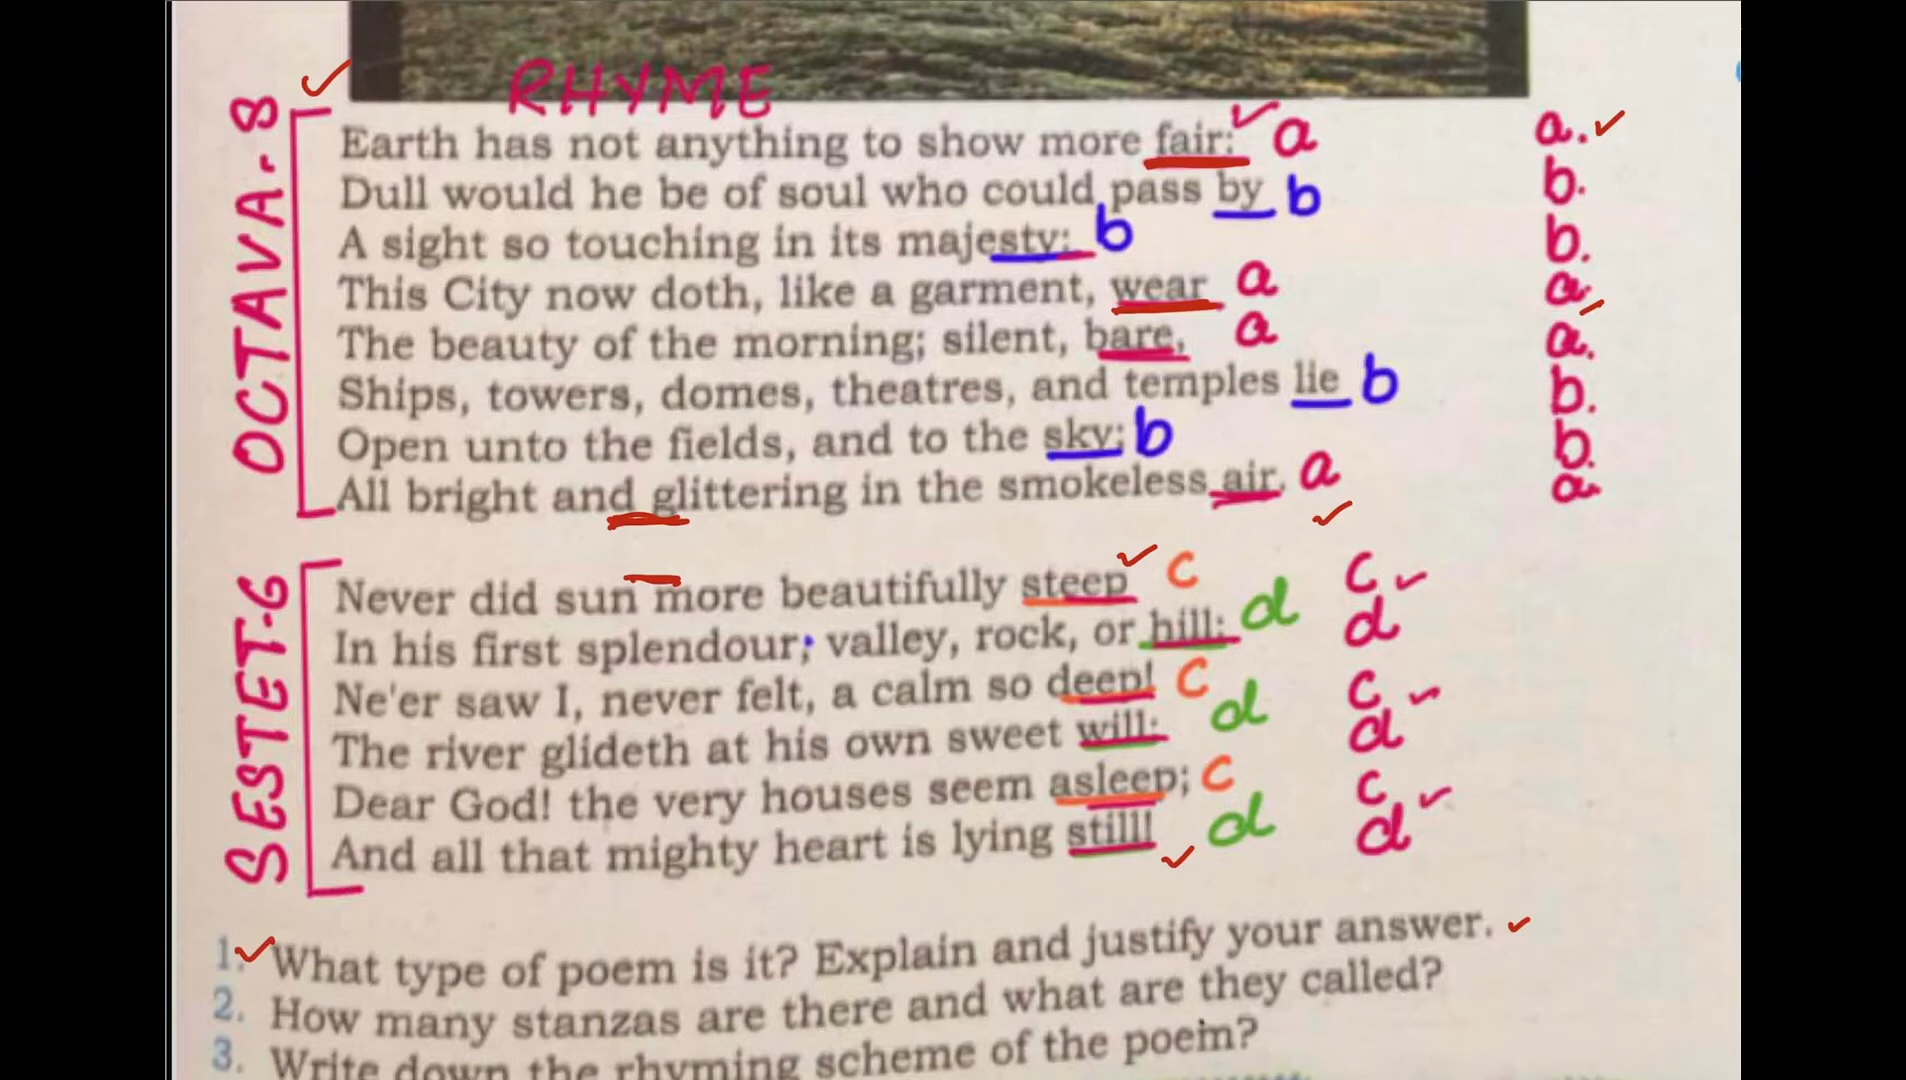 RHYME
OCTAVA-8
Earth has not anything to show more fair: a a.
Dull would he be of soul who could pass by b b.
A sight so touching in its majesty: b b.
This City now doth, like a garment, wear a a
The beauty of the morning; silent, bare, a a.
Ships, towers, domes, theatres, and temples lie b b.
Open unto the fields, and to the sky; b b.
All bright and glittering in the smokeless air. a a
SESTET-6
Never did sun more beautifully steep c c
In his first splendour; valley, rock, or hill; d d
Ne'er saw I, never felt, a calm so deep! c c
The river glideth at his own sweet will: d d
Dear God! the very houses seem asleep; c c
And all that mighty heart is lying still! d d
1. What type of poem is it? Explain and justify your answer.
2. How many stanzas are there and what are they called?
3. Write down the rhyming scheme of the poem?